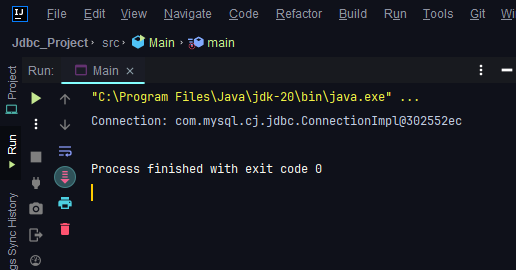 IJ File Edit View Navigate Code Refactor Build Run Tools Git Window
Jdbc_Project › src › Main › main
Project
Run: Main ×
"C:\Program Files\Java\jdk-20\bin\java.exe" ...
Connection: com.mysql.cj.jdbc.ConnectionImpl@302552ec
Run
Process finished with exit code 0
gs Sync History